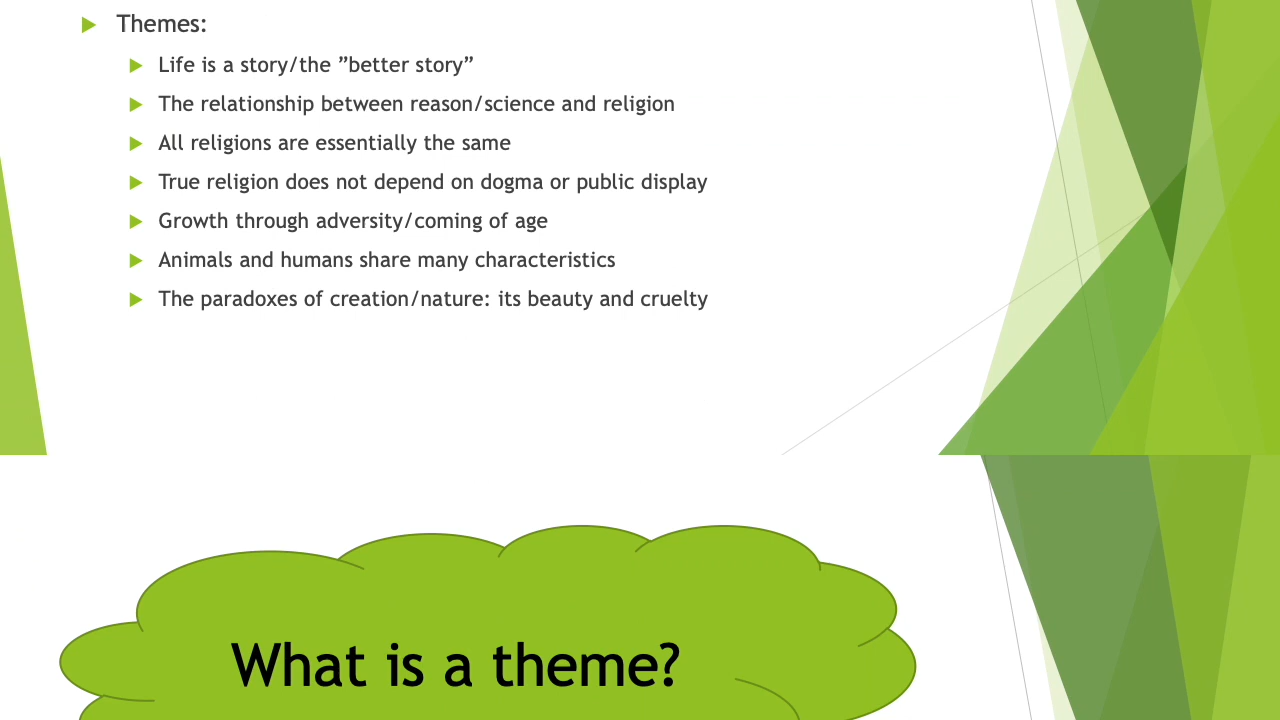 Themes:
Life is a story/the ”better story”
The relationship between reason/science and religion
All religions are essentially the same
True religion does not depend on dogma or public display
Growth through adversity/coming of age
Animals and humans share many characteristics
The paradoxes of creation/nature: its beauty and cruelty
What is a theme?